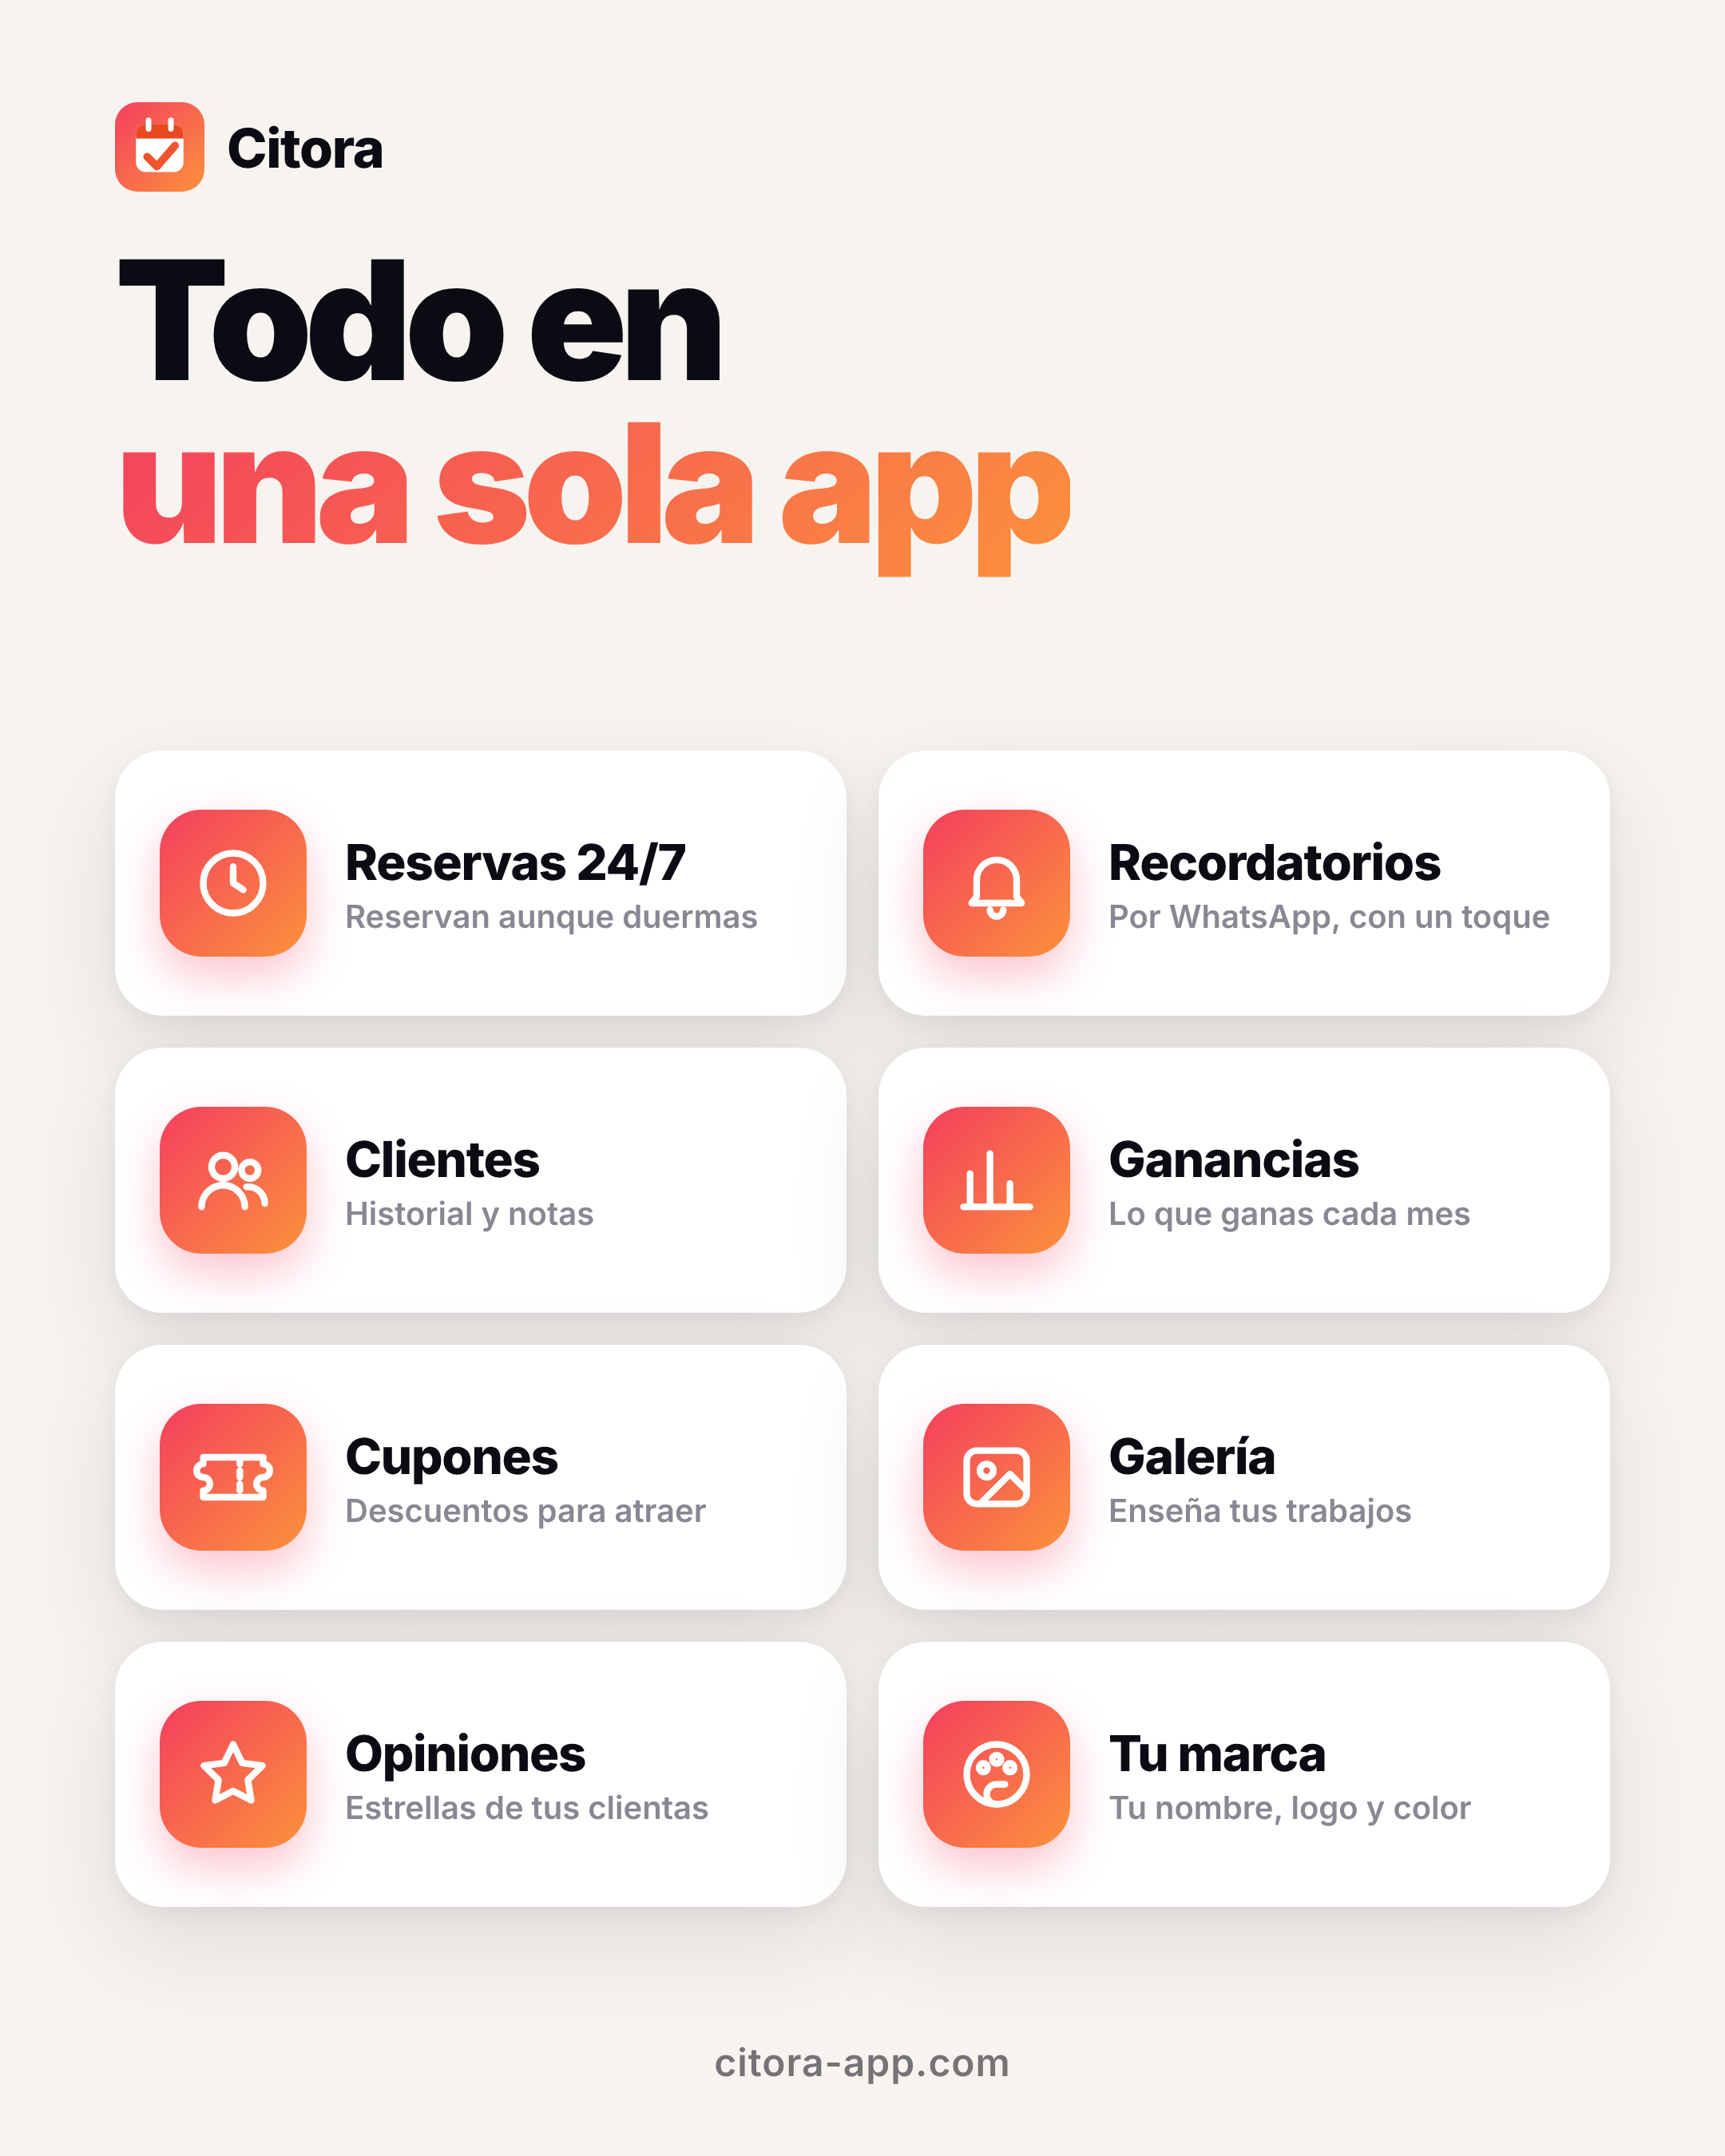 Citora
Todo en
una sola app
Reservas 24/7
Reservan aunque duermas
Recordatorios
Por WhatsApp, con un toque
Clientes
Historial y notas
Ganancias
Lo que ganas cada mes
Cupones
Descuentos para atraer
Galería
Enseña tus trabajos
Opiniones
Estrellas de tus clientas
Tu marca
Tu nombre, logo y color
citora-app.com